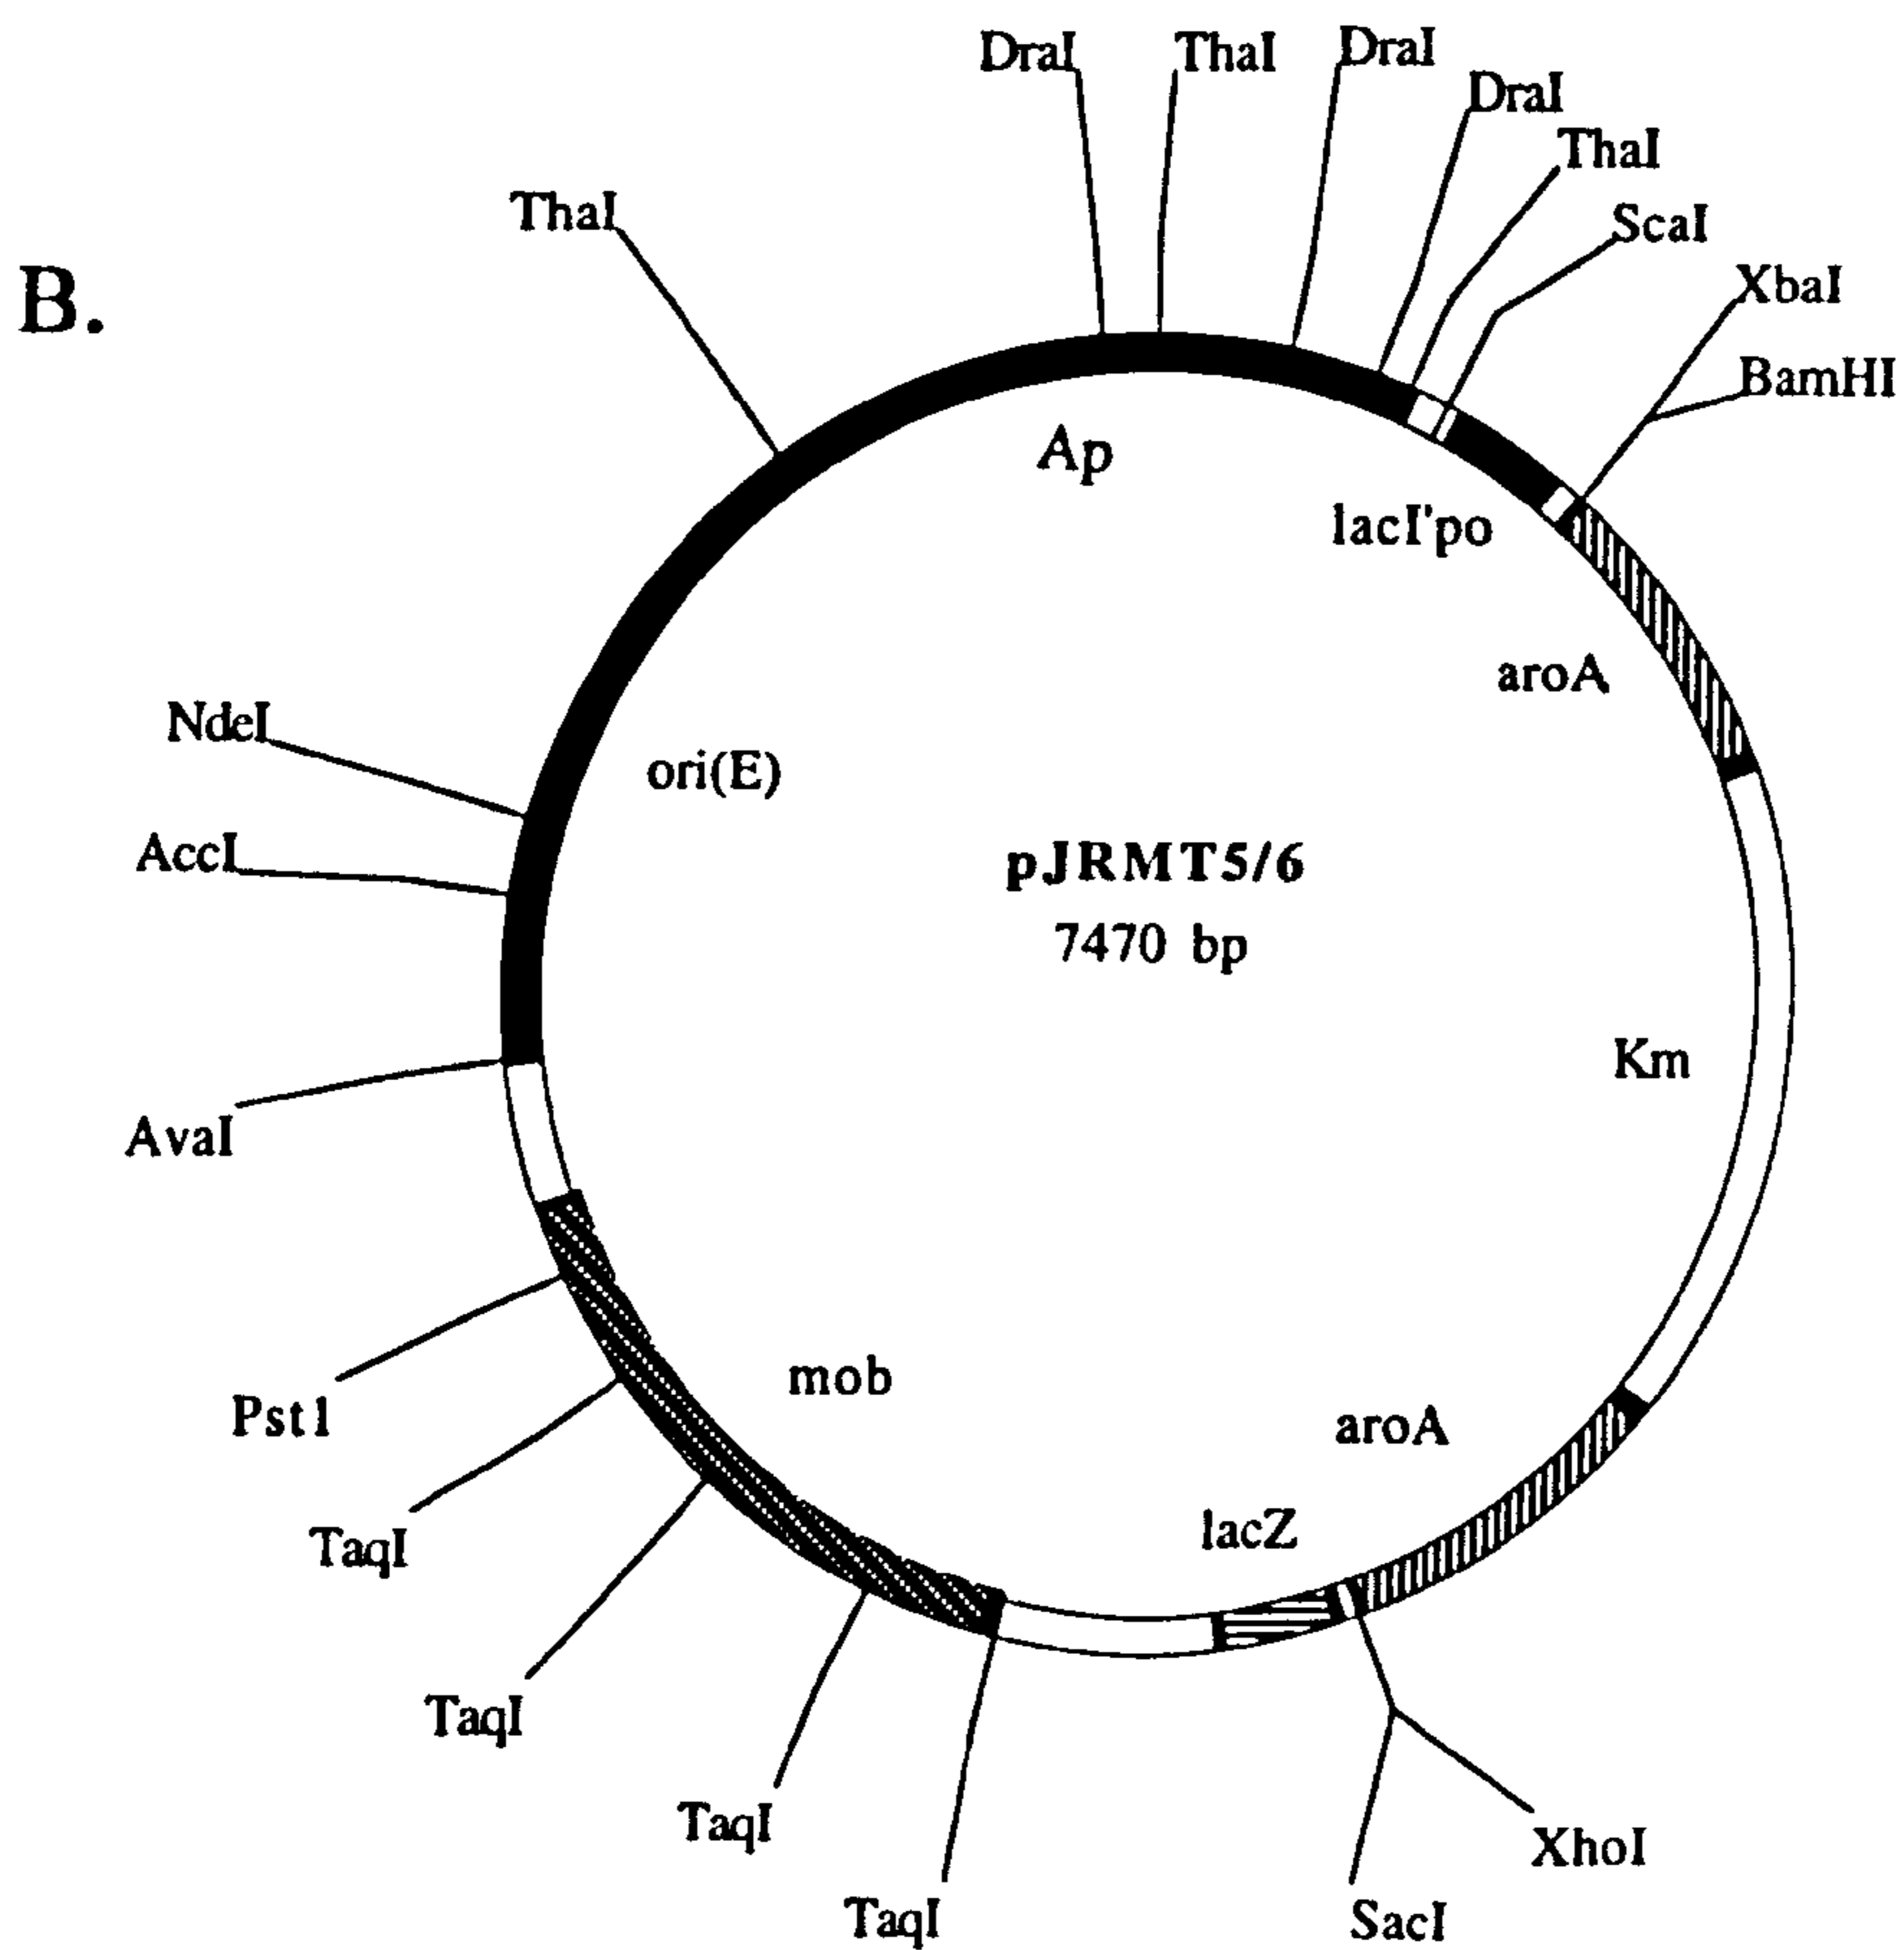 B.
DraI
ThaI
DraI
DraI
ThaI
ScaI
XbaI
BamHI
ThaI
Ap
lacI'po
aroA
NdeI
ori(E)
AccI
pJRMT5/6
7470 bp
Km
AvaI
mob
Pst1
aroA
TaqI
lacZ
TaqI
TaqI
TaqI
XhoI
SacI